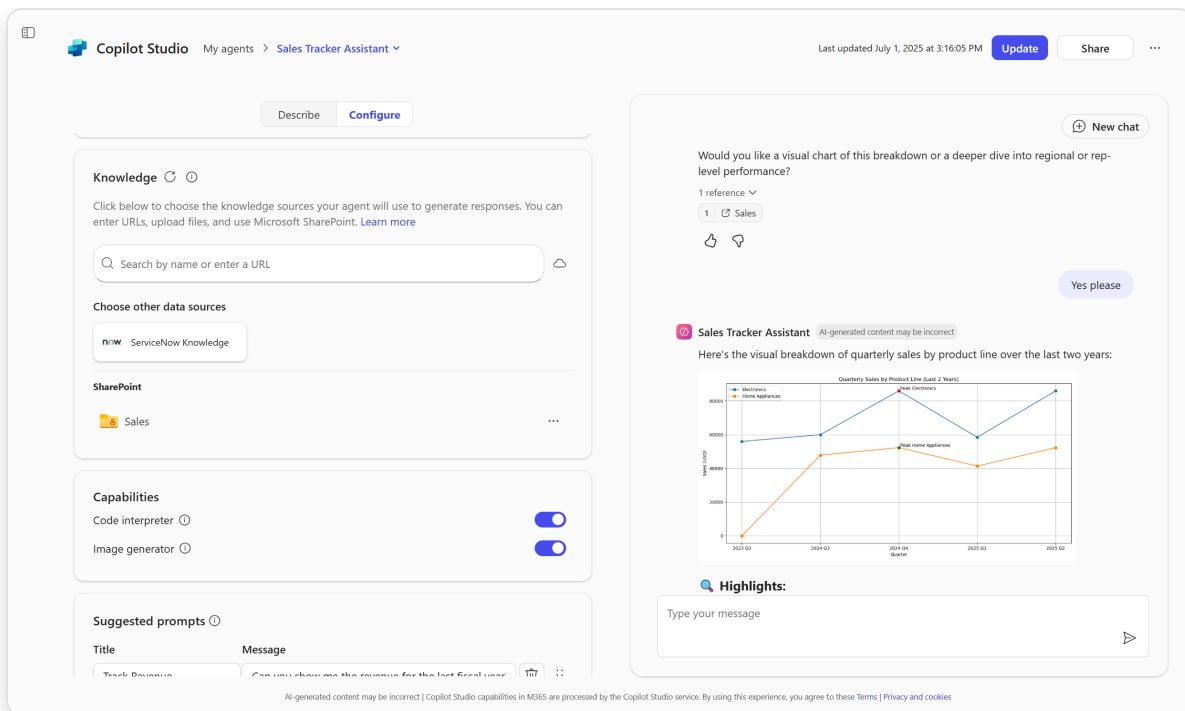 Copilot Studio My agents > Sales Tracker Assistant
Last updated July 1, 2025 at 3:16:05 PM Update Share ...
Describe Configure
Knowledge
Click below to choose the knowledge sources your agent will use to generate responses. You can
enter URLs, upload files, and use Microsoft SharePoint. Learn more
Search by name or enter a URL
Choose other data sources
now. ServiceNow Knowledge
SharePoint
Sales ...
Capabilities
Code interpreter
Image generator
Suggested prompts
Title Message
Track Revenue Can you show me the revenue for the last fiscal year
New chat
Would you like a visual chart of this breakdown or a deeper dive into regional or rep-
level performance?
1 reference
1 Sales
Yes please
Sales Tracker Assistant AI-generated content may be incorrect
Here's the visual breakdown of quarterly sales by product line over the last two years:
Quarterly Sales by Product Line (Last 2 Years)
Electronics
Home Appliances
Peak Electronics
Peak Home Appliances
Sales (USD)
80000
60000
40000
20000
0
2023 Q3 2024 Q3 2024 Q4 2025 Q1 2025 Q2
Quarter
Highlights:
Type your message
AI-generated content may be incorrect | Copilot Studio capabilities in M365 are processed by the Copilot Studio service. By using this experience, you agree to these Terms | Privacy and cookies